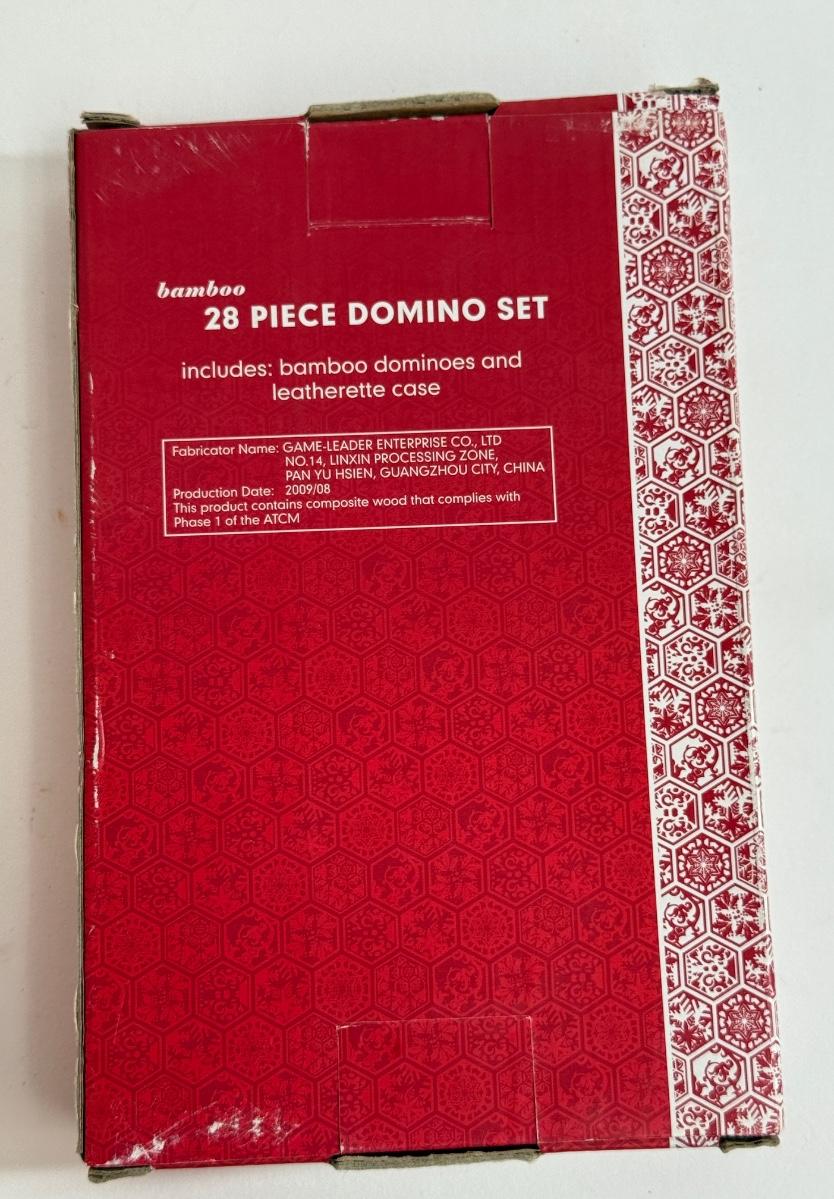 bamboo
28 PIECE DOMINO SET
includes: bamboo dominoes and
leatherette case
Fabricator Name: GAME-LEADER ENTERPRISE CO., LTD
NO.14, LINXIN PROCESSING ZONE,
PAN YU HSIEN, GUANGZHOU CITY, CHINA
Production Date: 2009/08
This product contains composite wood that complies with
Phase 1 of the ATCM